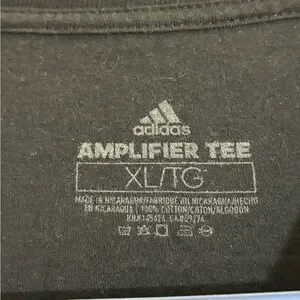 adidas
AMPLIFIER TEE
XL/TG
MADE IN NICARAGUA/FABRIQUE AU NICARAGUA/HECHO
EN NICARAGUA | 100% COTTON/COTON/ALGODON